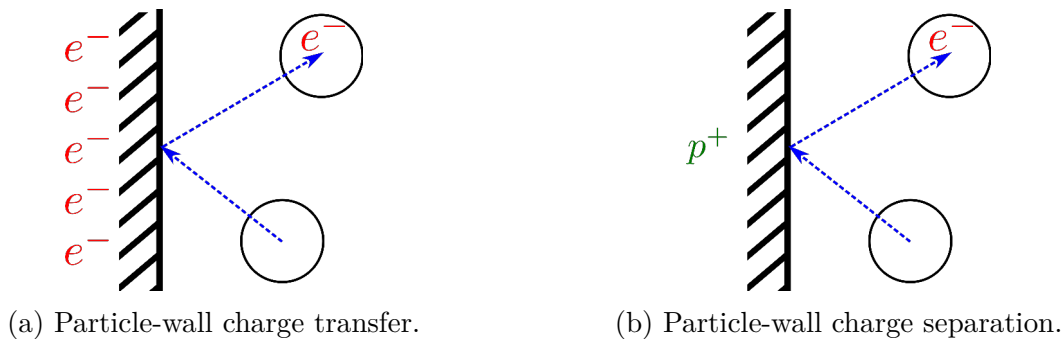 e⁻ e⁻
e⁻
e⁻
e⁻
e⁻
(a) Particle-wall charge transfer.
e⁻
p⁺
(b) Particle-wall charge separation.